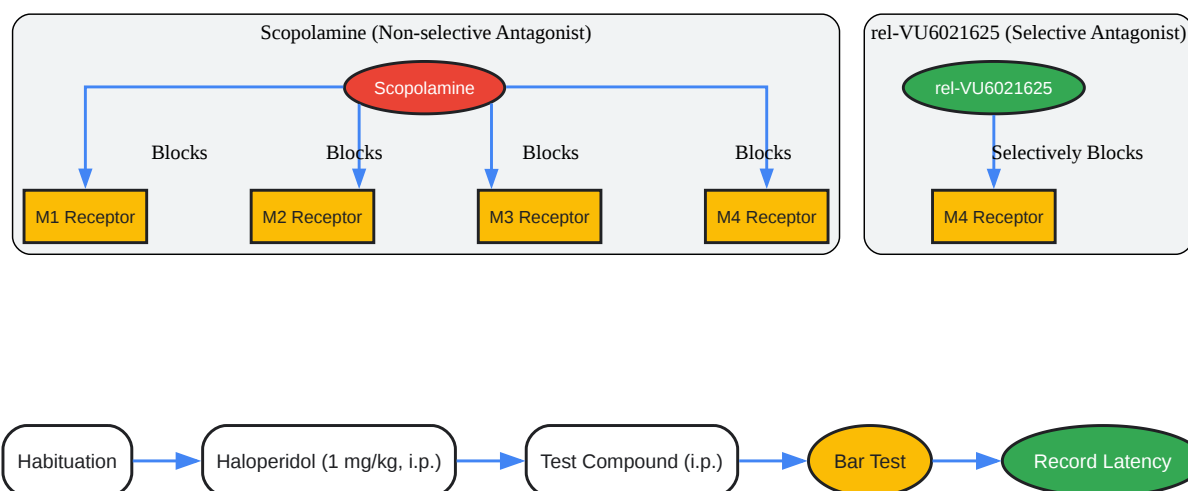 Scopolamine (Non-selective Antagonist)
rel-VU6021625 (Selective Antagonist)
Scopolamine
rel-VU6021625
Blocks
Blocks
Blocks
Blocks
Selectively Blocks
M1 Receptor
M2 Receptor
M3 Receptor
M4 Receptor
M4 Receptor
Habituation
Haloperidol (1 mg/kg, i.p.)
Test Compound (i.p.)
Bar Test
Record Latency